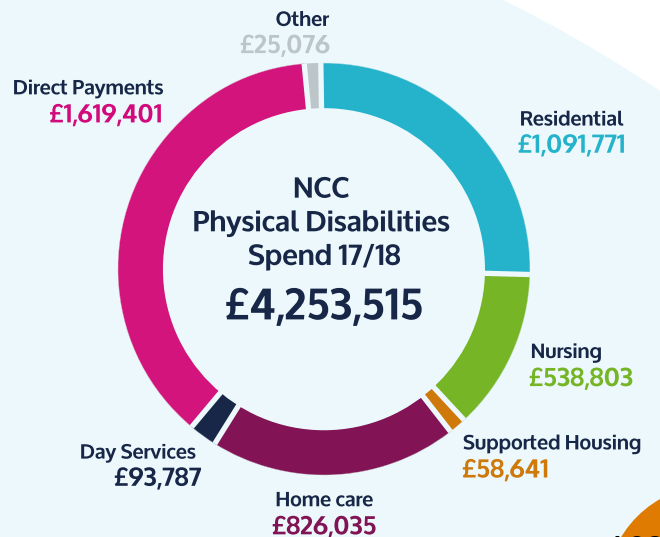 Other
£25,076
Direct Payments
£1,619,401
Residential
£1,091,771
NCC
Physical Disabilities
Spend 17/18
£4,253,515
Nursing
£538,803
Supported Housing
£58,641
Day Services
£93,787
Home care
£826,035